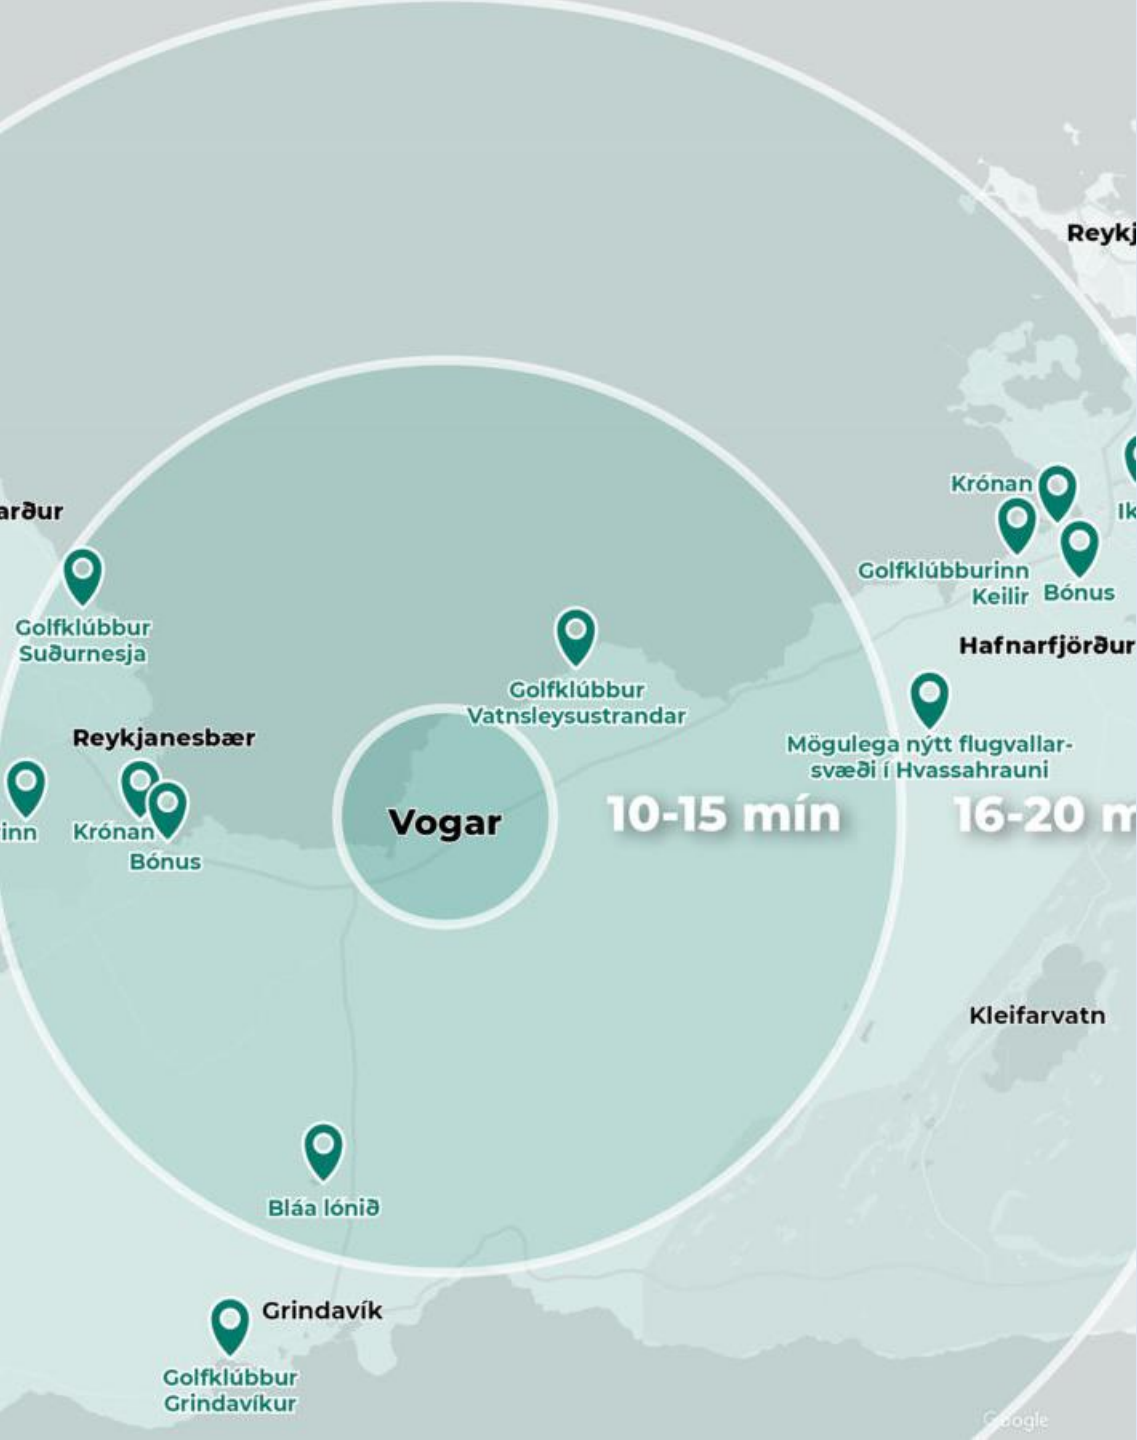 Reykj
Krónan
Ik
arður
Golfklúbburinn
Keilir
Bónus
Golfklúbbur
Suðurnesja
Hafnarfjörður
Golfklúbbur
Vatnsleysustrandar
Reykjanesbær
Mögulega nýtt flugvallar-
svæði í Hvassahrauni
inn
Krónan
Bónus
Vogar
10-15 mín
16-20 m
Kleifarvatn
Bláa lónið
Grindavík
Golfklúbbur
Grindavíkur
Google